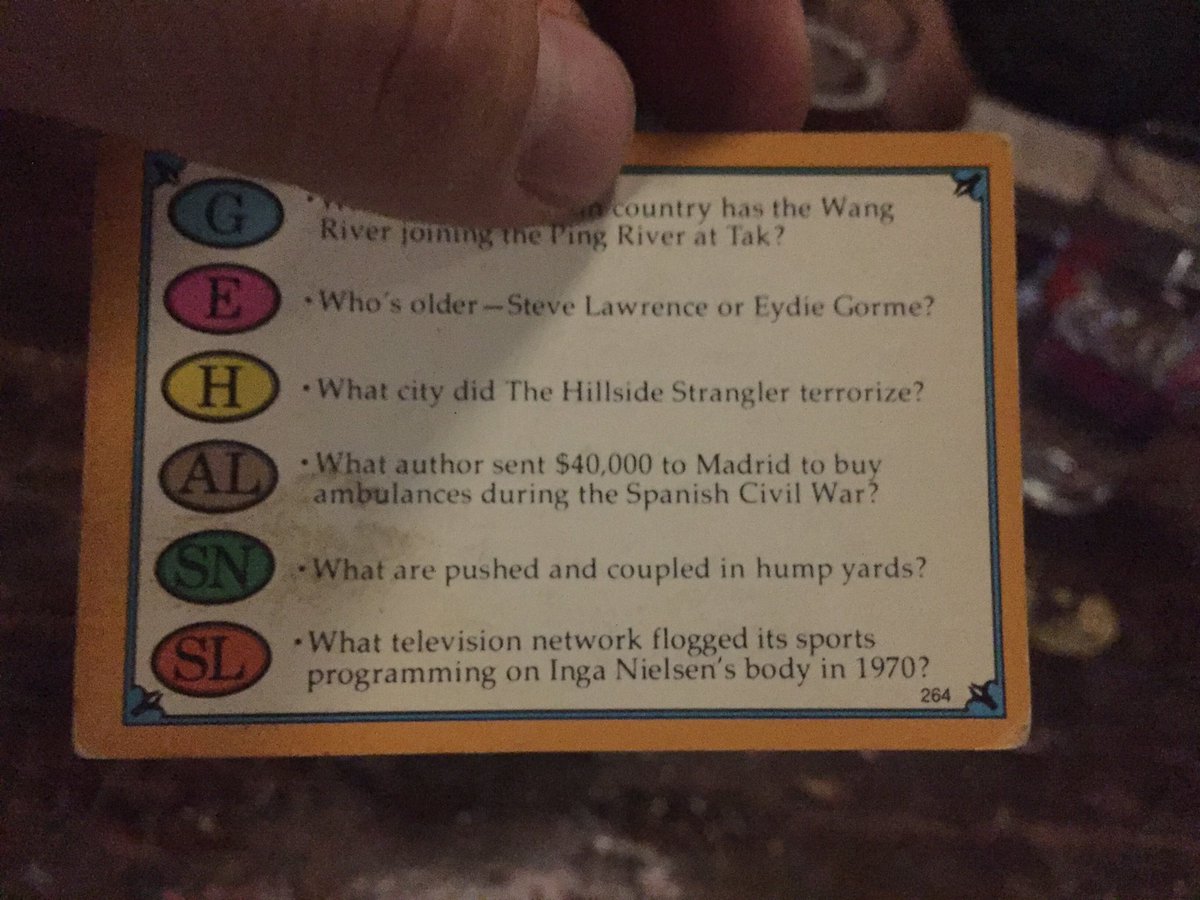 G
country has the Wang
River joining the Ping River at Tak?
E
• Who's older—Steve Lawrence or Eydie Gorme?
H
• What city did The Hillside Strangler terrorize?
AL
• What author sent $40,000 to Madrid to buy
ambulances during the Spanish Civil War?
SN
• What are pushed and coupled in hump yards?
SL
• What television network flogged its sports
programming on Inga Nielsen's body in 1970?
264